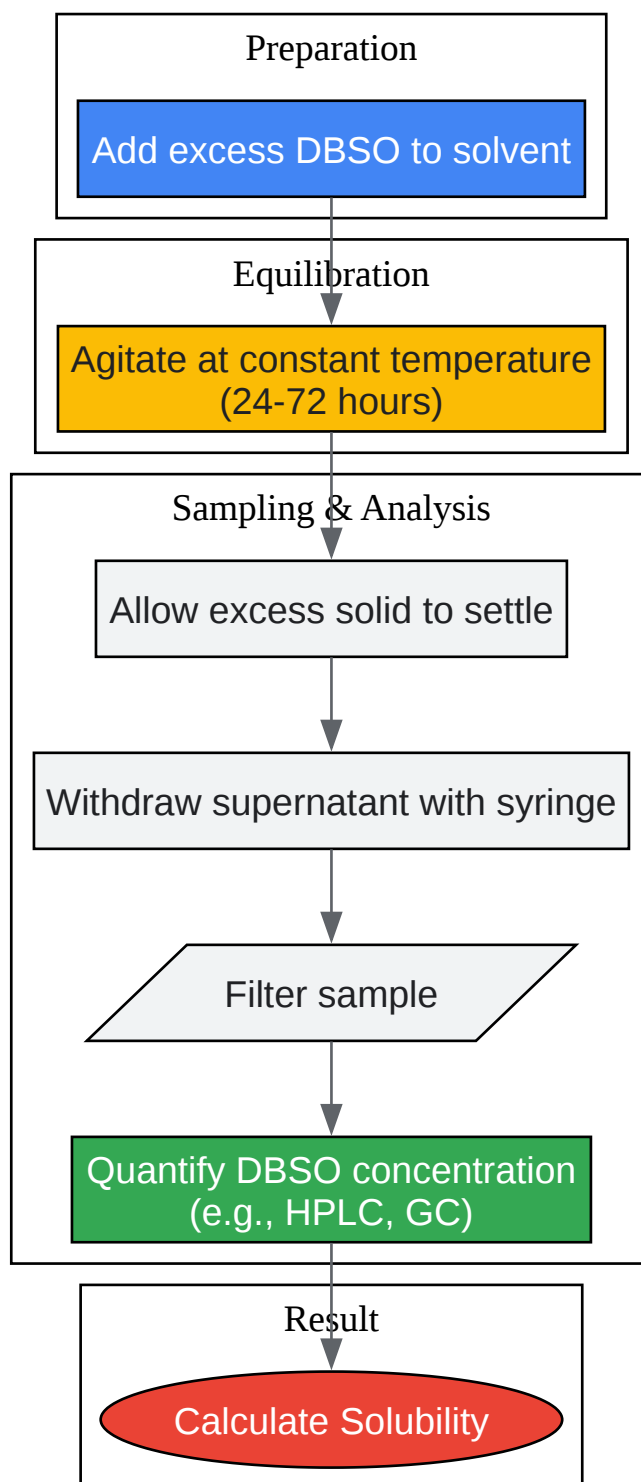 Preparation
Add excess DBSO to solvent
Equilibration
Agitate at constant temperature
(24-72 hours)
Sampling & Analysis
Allow excess solid to settle
Withdraw supernatant with syringe
Filter sample
Quantify DBSO concentration
(e.g., HPLC, GC)
Result
Calculate Solubility